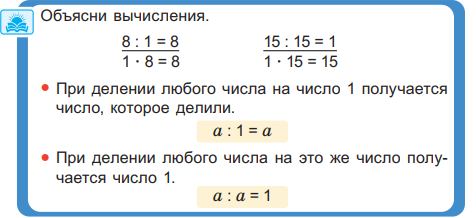 Объясни вычисления.
8 : 1 = 8 15 : 15 = 1
1 · 8 = 8 1 · 15 = 15
• При делении любого числа на число 1 получается
число, которое делили.
a : 1 = a
• При делении любого числа на это же число полу-
чается число 1.
a : a = 1